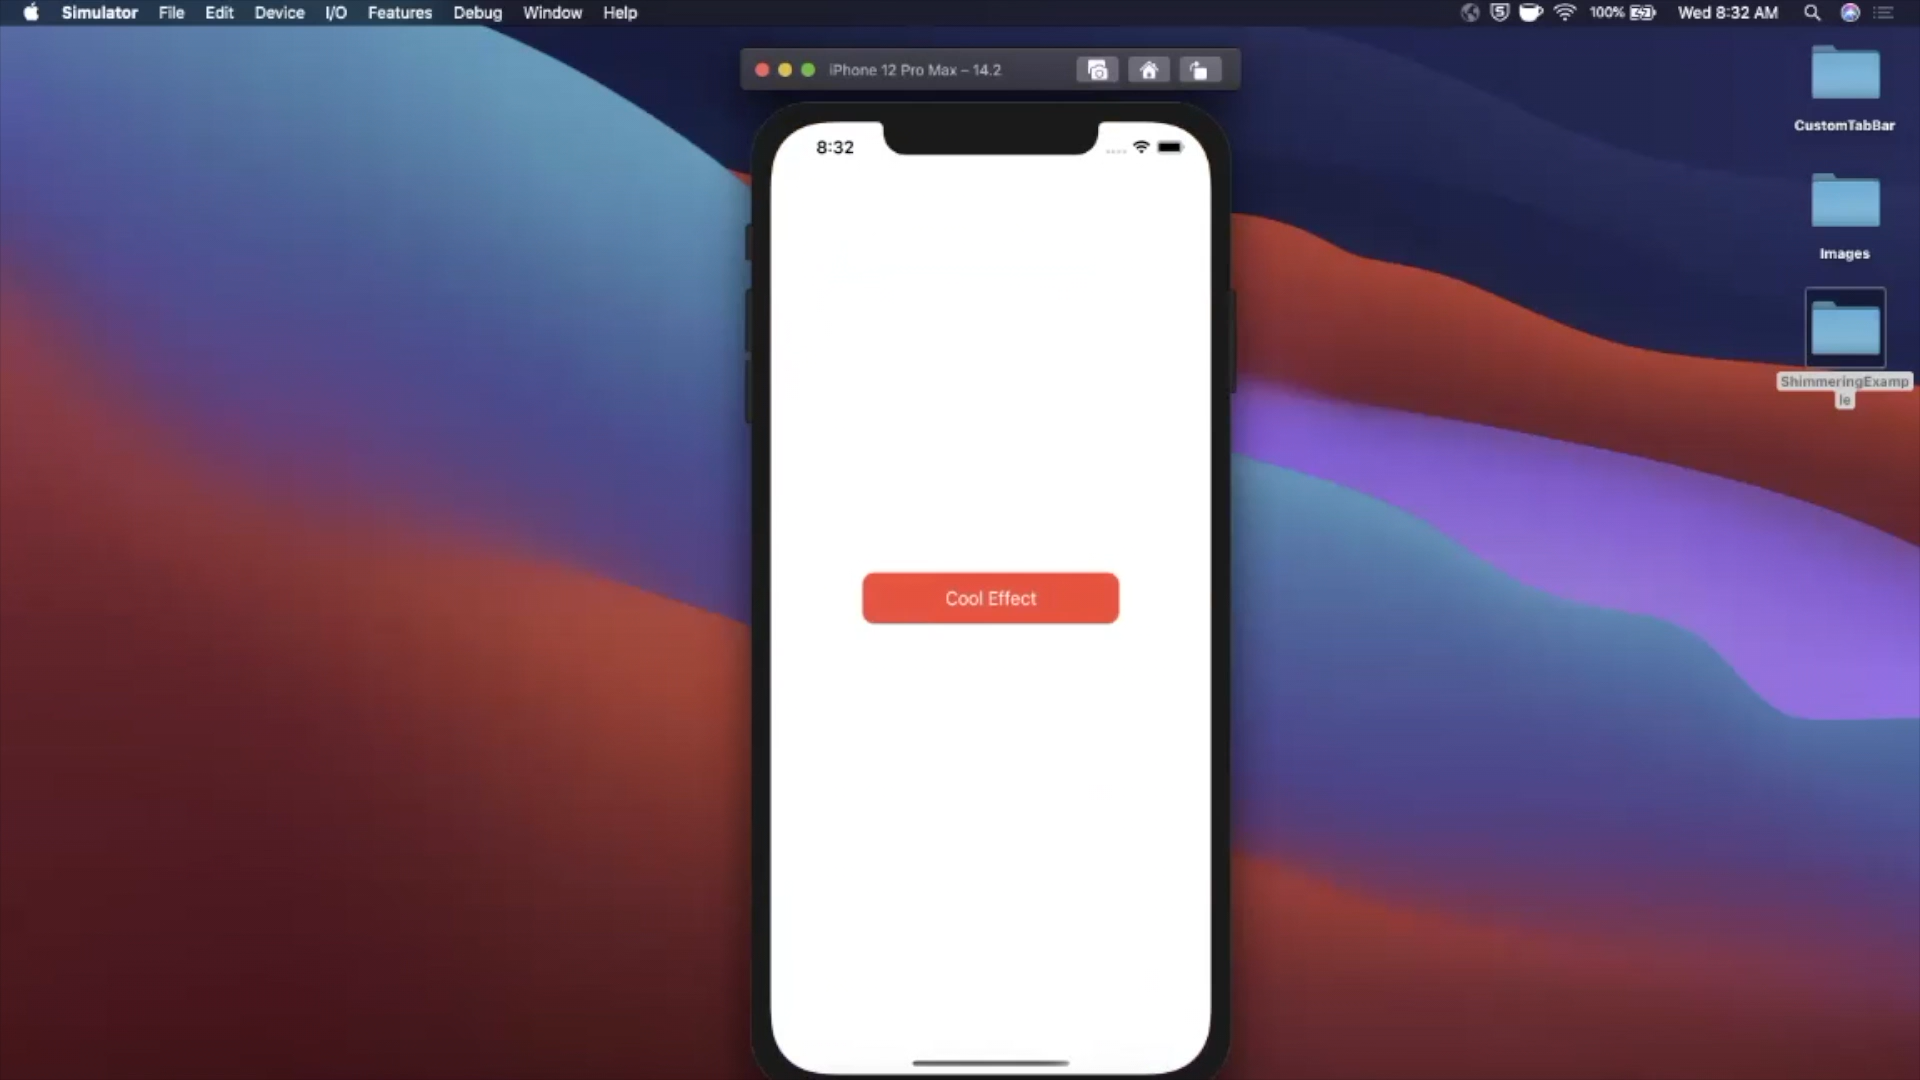 Simulator File Edit Device I/O Features Debug Window Help
100% Wed 8:32 AM
iPhone 12 Pro Max – 14.2
8:32
Cool Effect
CustomTabBar
Images
ShimmeringExamp
le